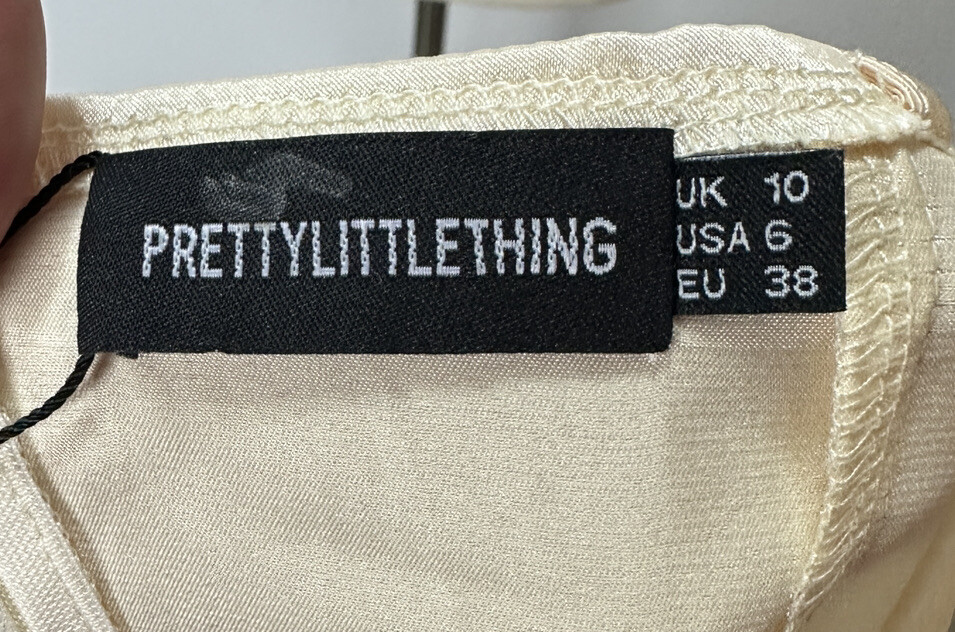 PRETTYLITTLETHING
UK 10
USA 6
EU 38